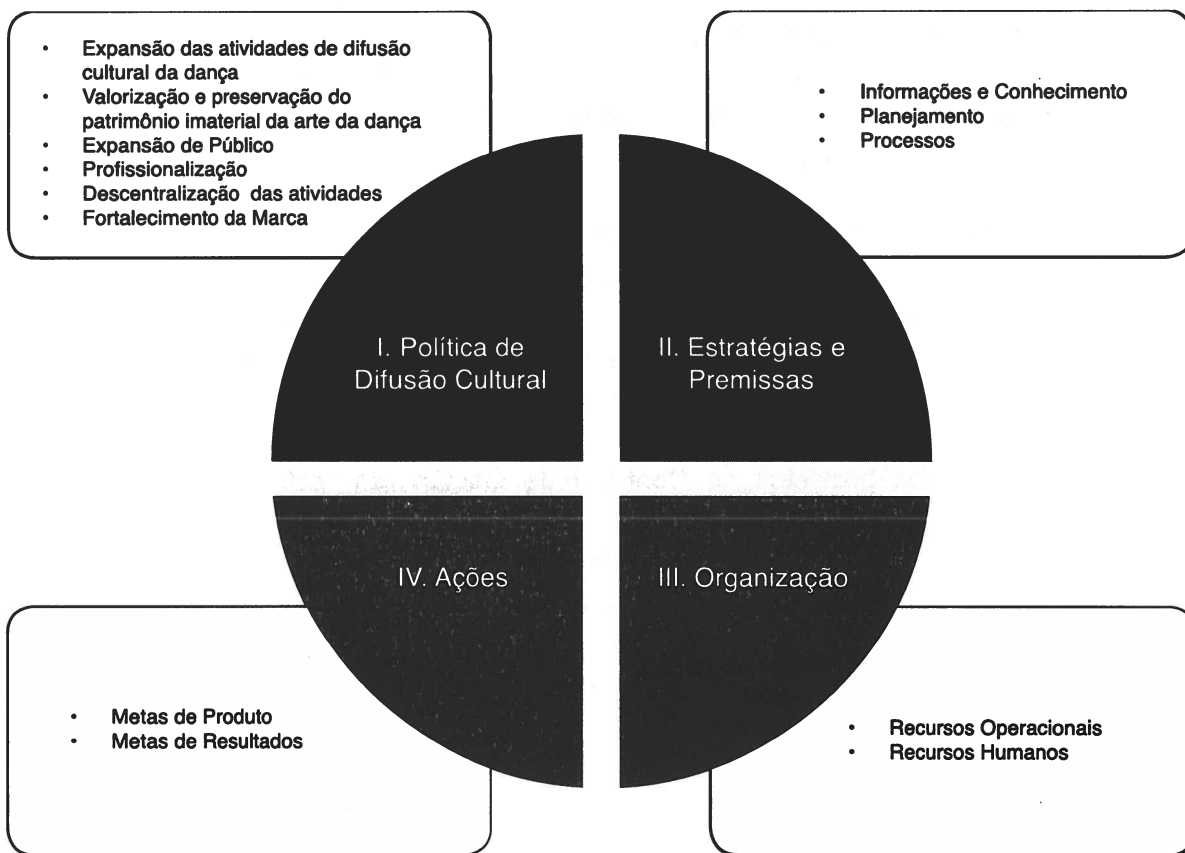 • Expansão das atividades de difusão
cultural da dança
• Valorização e preservação do
patrimônio imaterial da arte da dança
• Expansão de Público
• Profissionalização
• Descentralização das atividades
• Fortalecimento da Marca
• Informações e Conhecimento
• Planejamento
• Processos
I. Política de
Difusão Cultural
II. Estratégias e
Premissas
IV. Ações
III. Organização
• Metas de Produto
• Metas de Resultados
• Recursos Operacionais
• Recursos Humanos